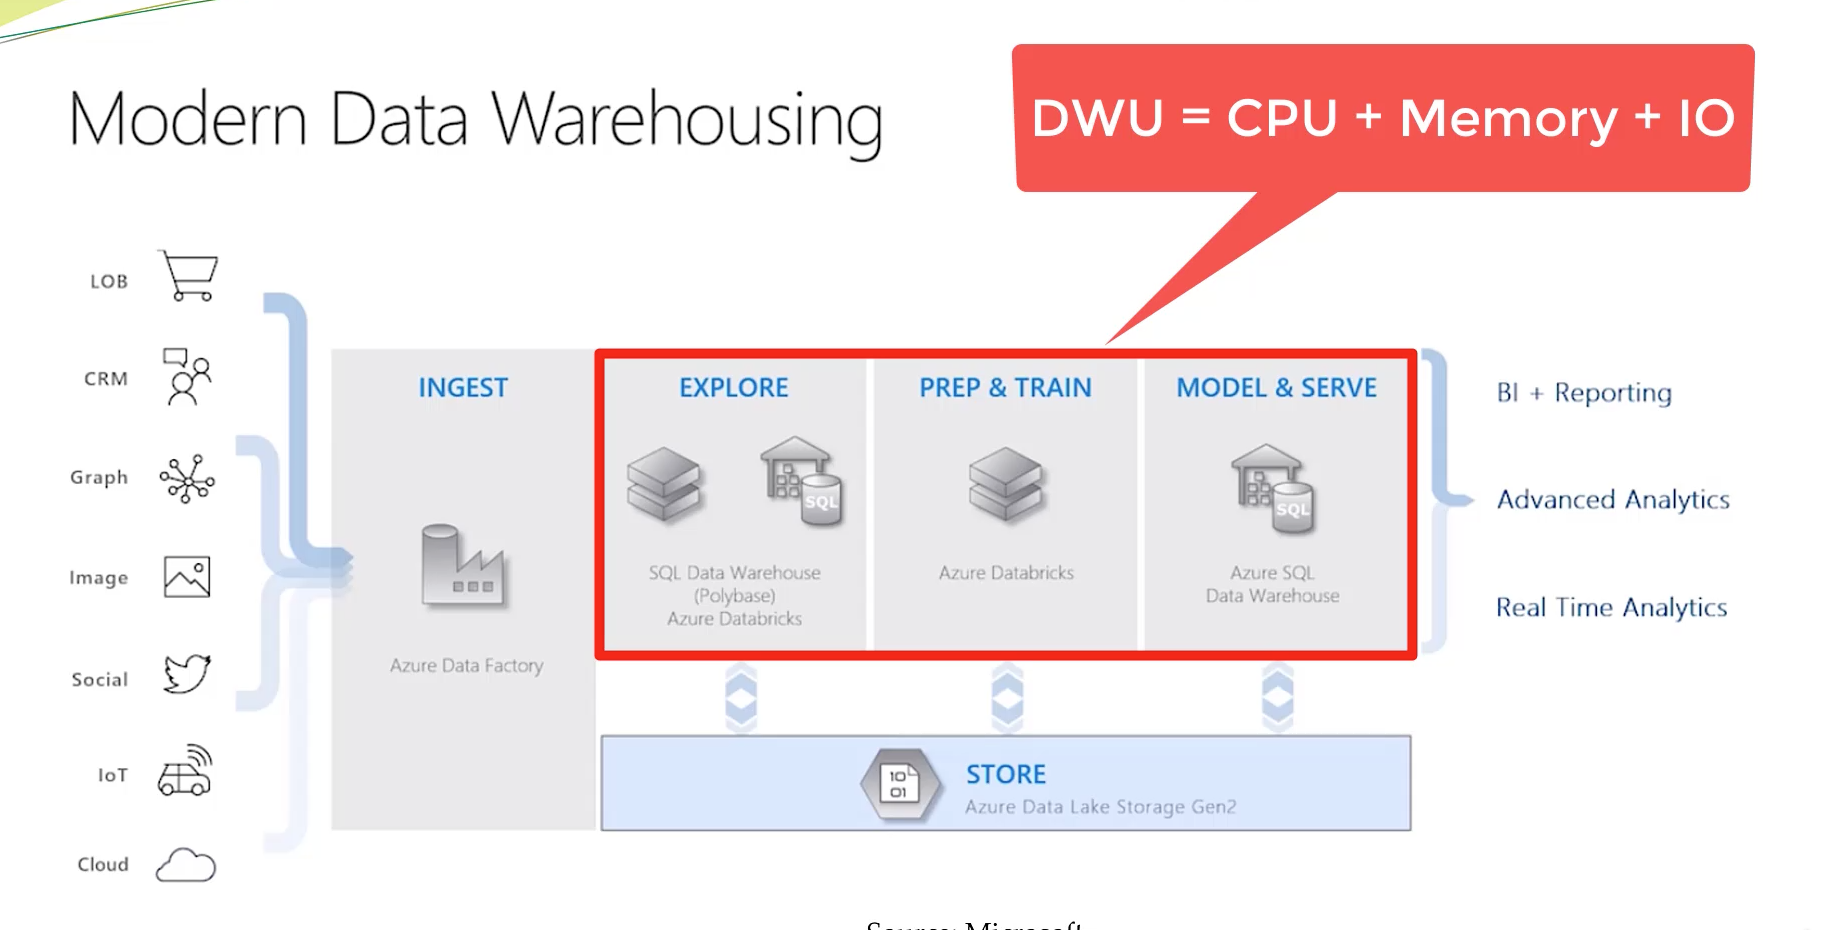 Modern Data Warehousing
DWU = CPU + Memory + IO
LOB
CRM
Graph
Image
Social
IoT
Cloud
INGEST
Azure Data Factory
EXPLORE
SQL
SQL Data Warehouse
(Polybase)
Azure Databricks
PREP & TRAIN
Azure Databricks
MODEL & SERVE
SQL
Azure SQL
Data Warehouse
10
01
STORE
Azure Data Lake Storage Gen2
BI + Reporting
Advanced Analytics
Real Time Analytics
Source: Microsoft